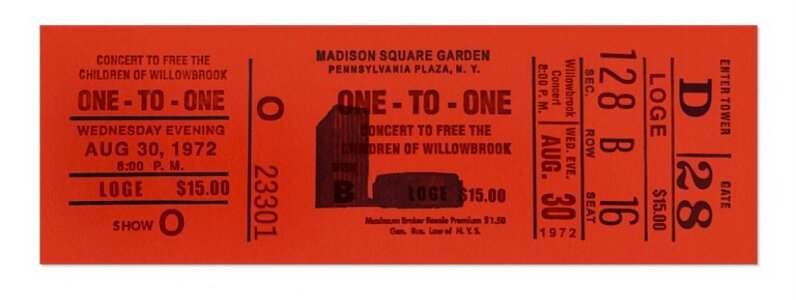 CONCERT TO FREE THE
CHILDREN OF WILLOWBROOK
ONE - TO - ONE
WEDNESDAY EVENING
AUG 30, 1972
8:00 P. M.
LOGE $15.00
SHOW O
O
23301
MADISON SQUARE GARDEN
PENNSYLVANIA PLAZA, N. Y.
ONE - TO - ONE
CONCERT TO FREE THE
CHILDREN OF WILLOWBROOK
SHOW
B
LOGE $15.00
Maximum Broker Resale Premium $1.50
Gen. Bus. Law of N.Y.S.
Willowbrook
Concert
8:00 P. M.
WED. EVE.
AUG. 30
1972
128 B 16
SEC. ROW SEAT
LOGE $15.00
D 28
ENTER TOWER GATE